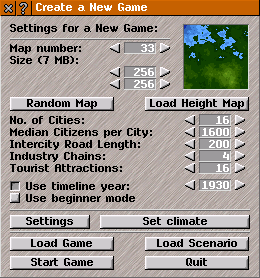 Create a New Game
Settings for a New Game:
Map number: 33
Size (7 MB):
256
256
Random Map Load Height Map
No. of Cities: 16
Median Citizens per City: 1600
Intercity Road Length: 200
Industry Chains: 4
Tourist Attractions: 16
Use timeline year: 1930
Use beginner mode
Settings Set climate
Load Game Load Scenario
Start Game Quit